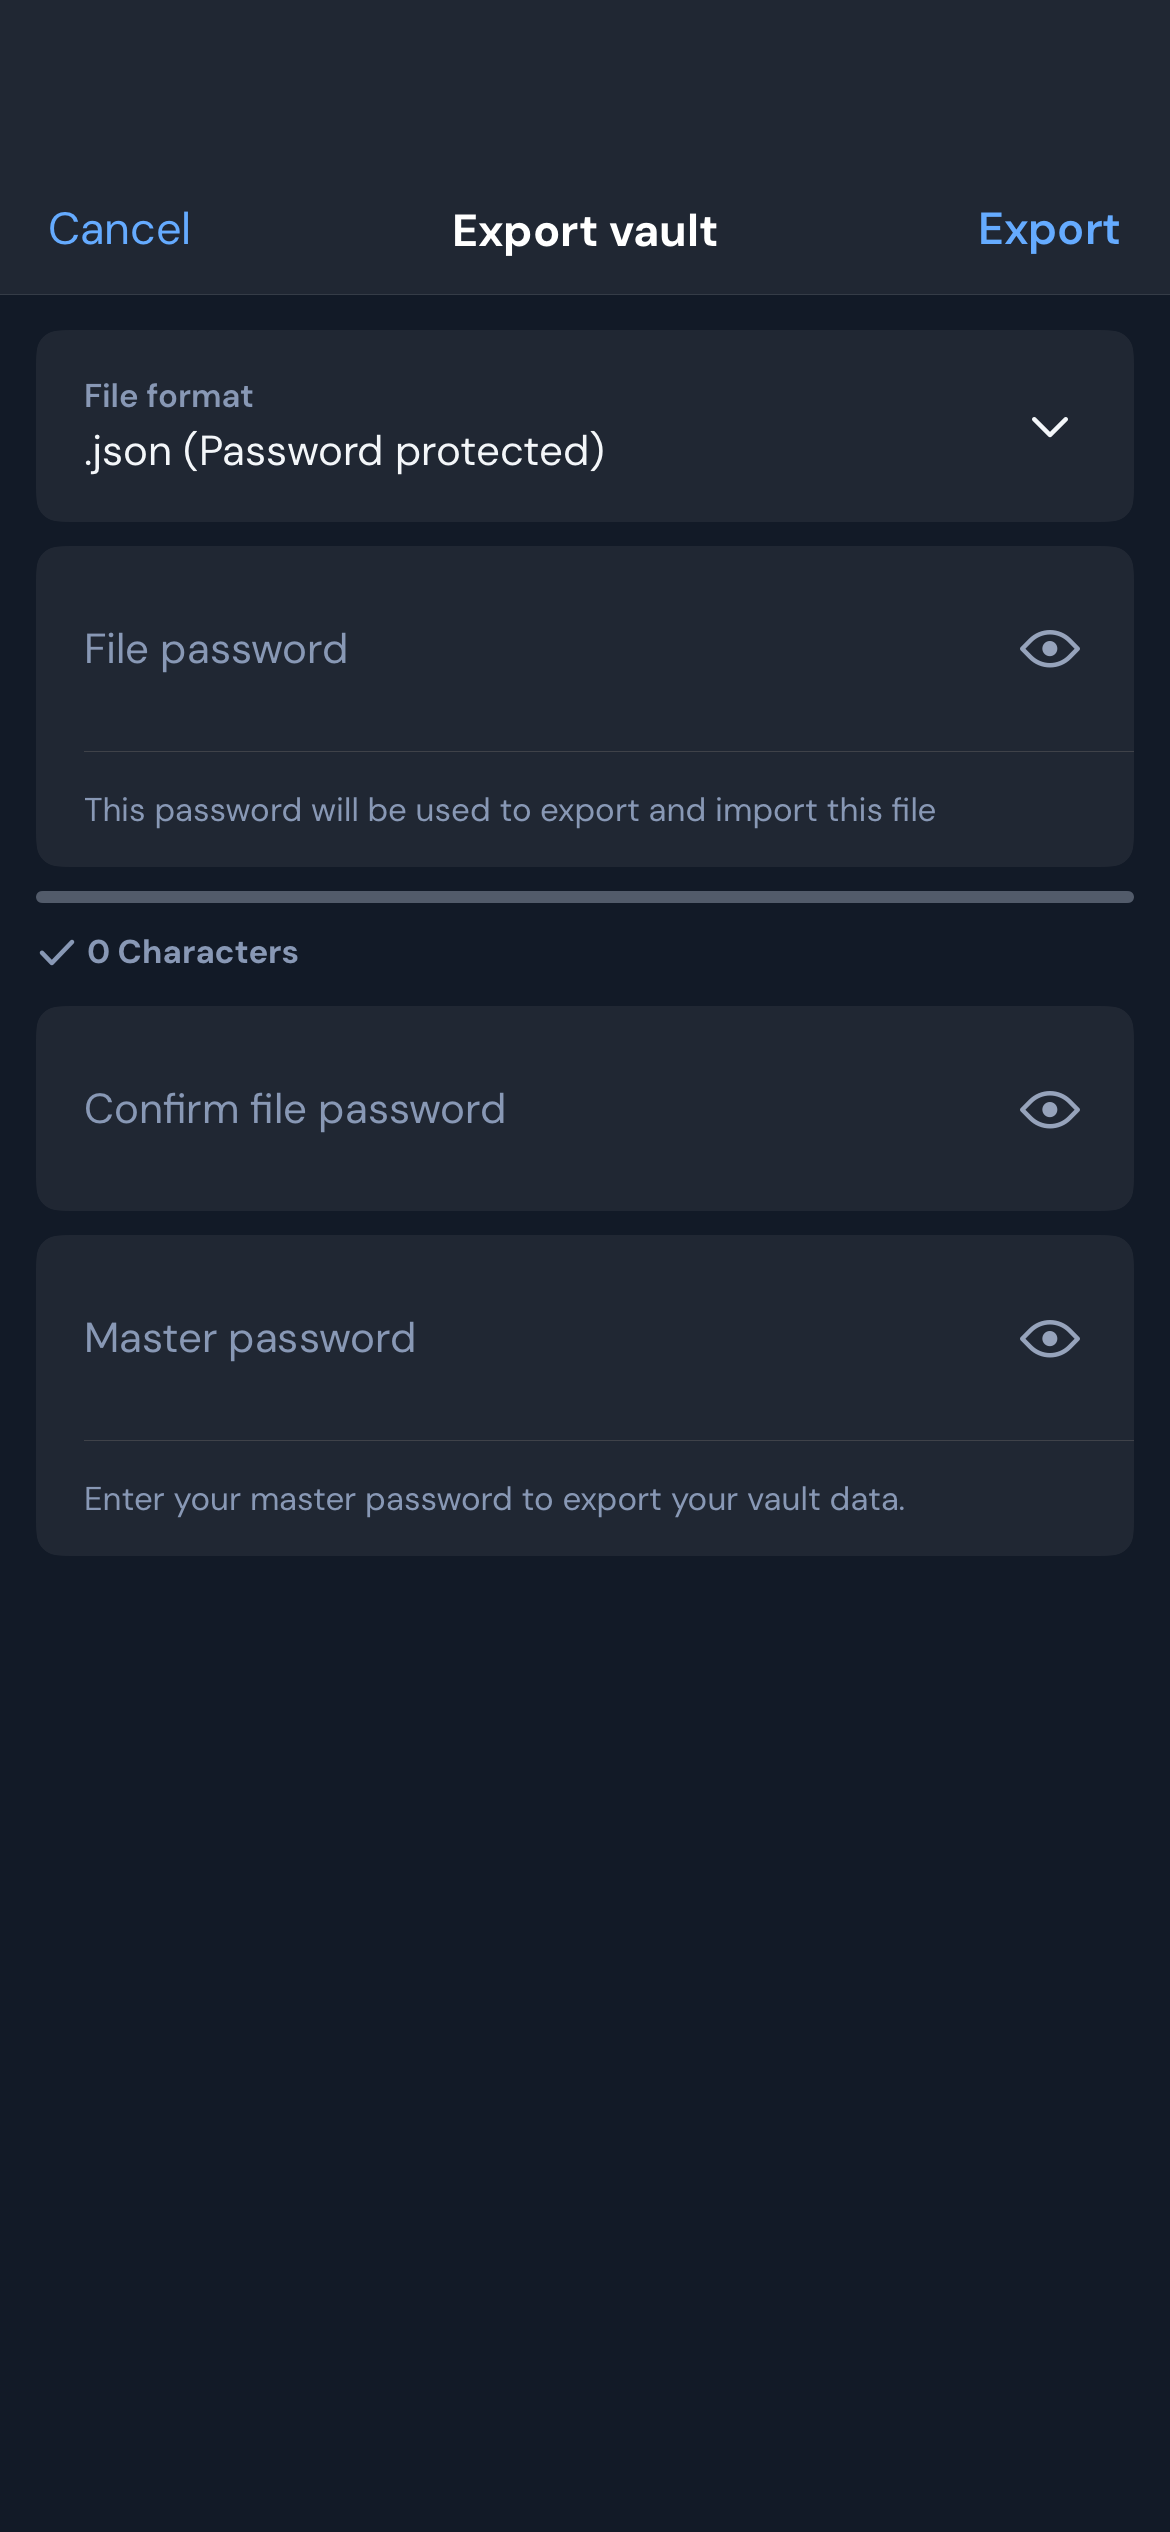 Cancel
Export vault
Export
File format
.json (Password protected)
File password
This password will be used to export and import this file
0 Characters
Confirm file password
Master password
Enter your master password to export your vault data.